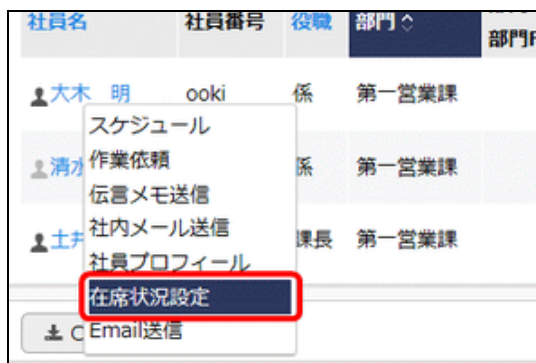 社員名 社員番号 役職 部門
部門
大木 明 ooki 係 第一営業課
スケジュール
作業依頼
清水 係 第一営業課
伝言メモ送信
社内メール送信
土井 課長 第一営業課
社員プロフィール
在席状況設定
Email送信